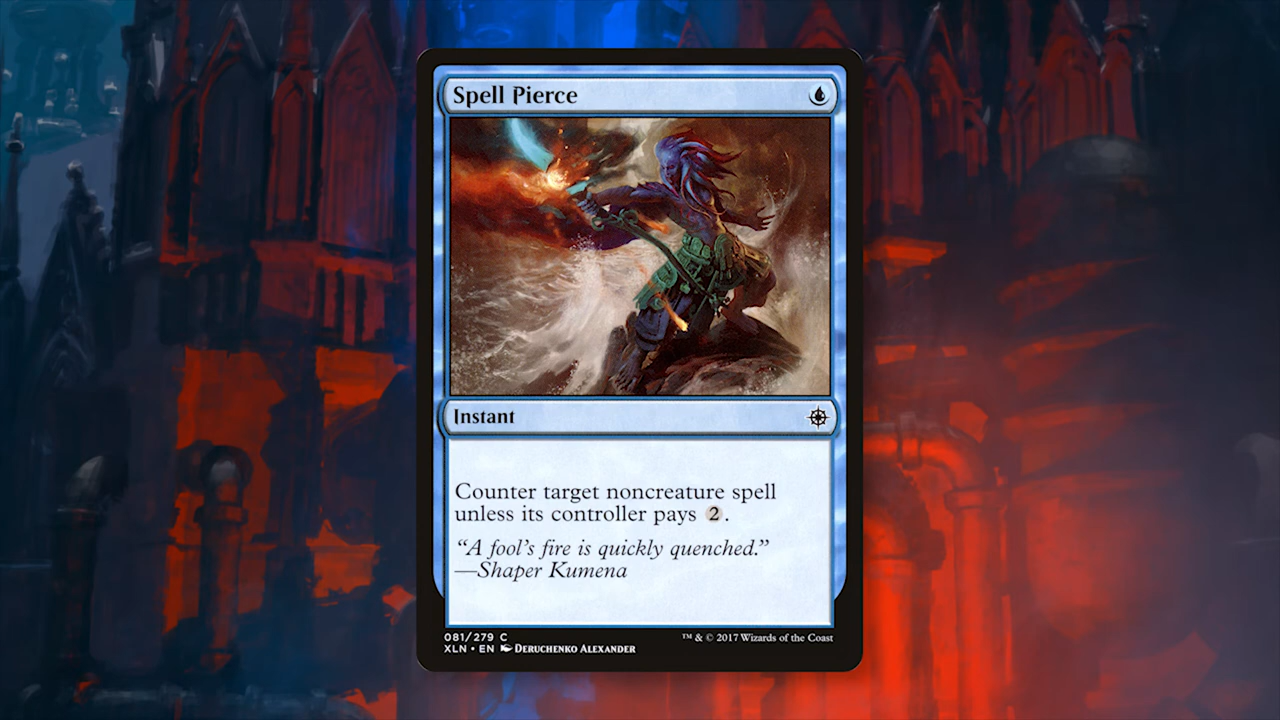 Spell Pierce
Instant
Counter target noncreature spell
unless its controller pays 2.
“A fool’s fire is quickly quenched.”
—Shaper Kumena
081/279 C
™ & © 2017 Wizards of the Coast
XLN • EN DERUCHENKO ALEXANDER